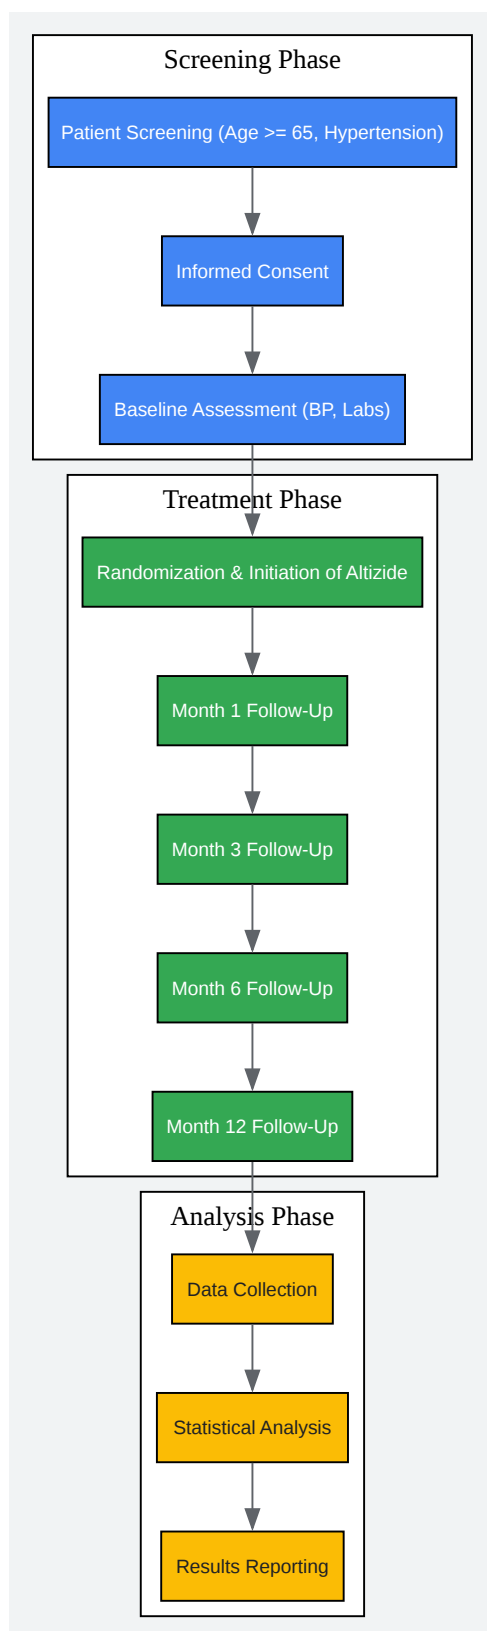 Screening Phase
Patient Screening (Age >= 65, Hypertension)
Informed Consent
Baseline Assessment (BP, Labs)
Treatment Phase
Randomization & Initiation of Altizide
Month 1 Follow-Up
Month 3 Follow-Up
Month 6 Follow-Up
Month 12 Follow-Up
Analysis Phase
Data Collection
Statistical Analysis
Results Reporting